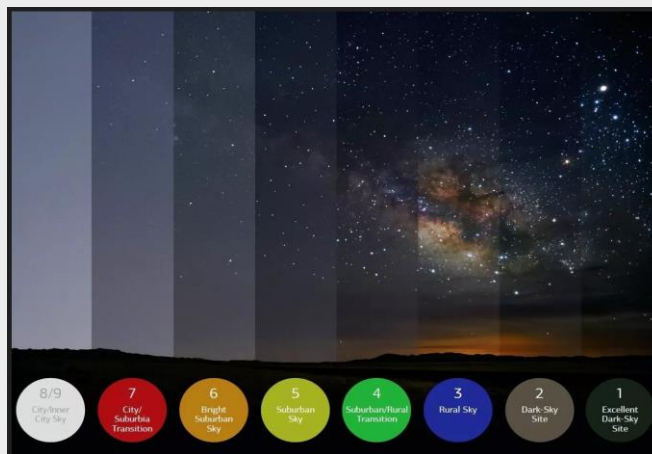 8/9
City/Inner
City Sky
7
City/
Suburbia
Transition
6
Bright
Suburban
Sky
5
Suburban
Sky
4
Suburban/Rural
Transition
3
Rural Sky
2
Dark-Sky
Site
1
Excellent
Dark-Sky
Site